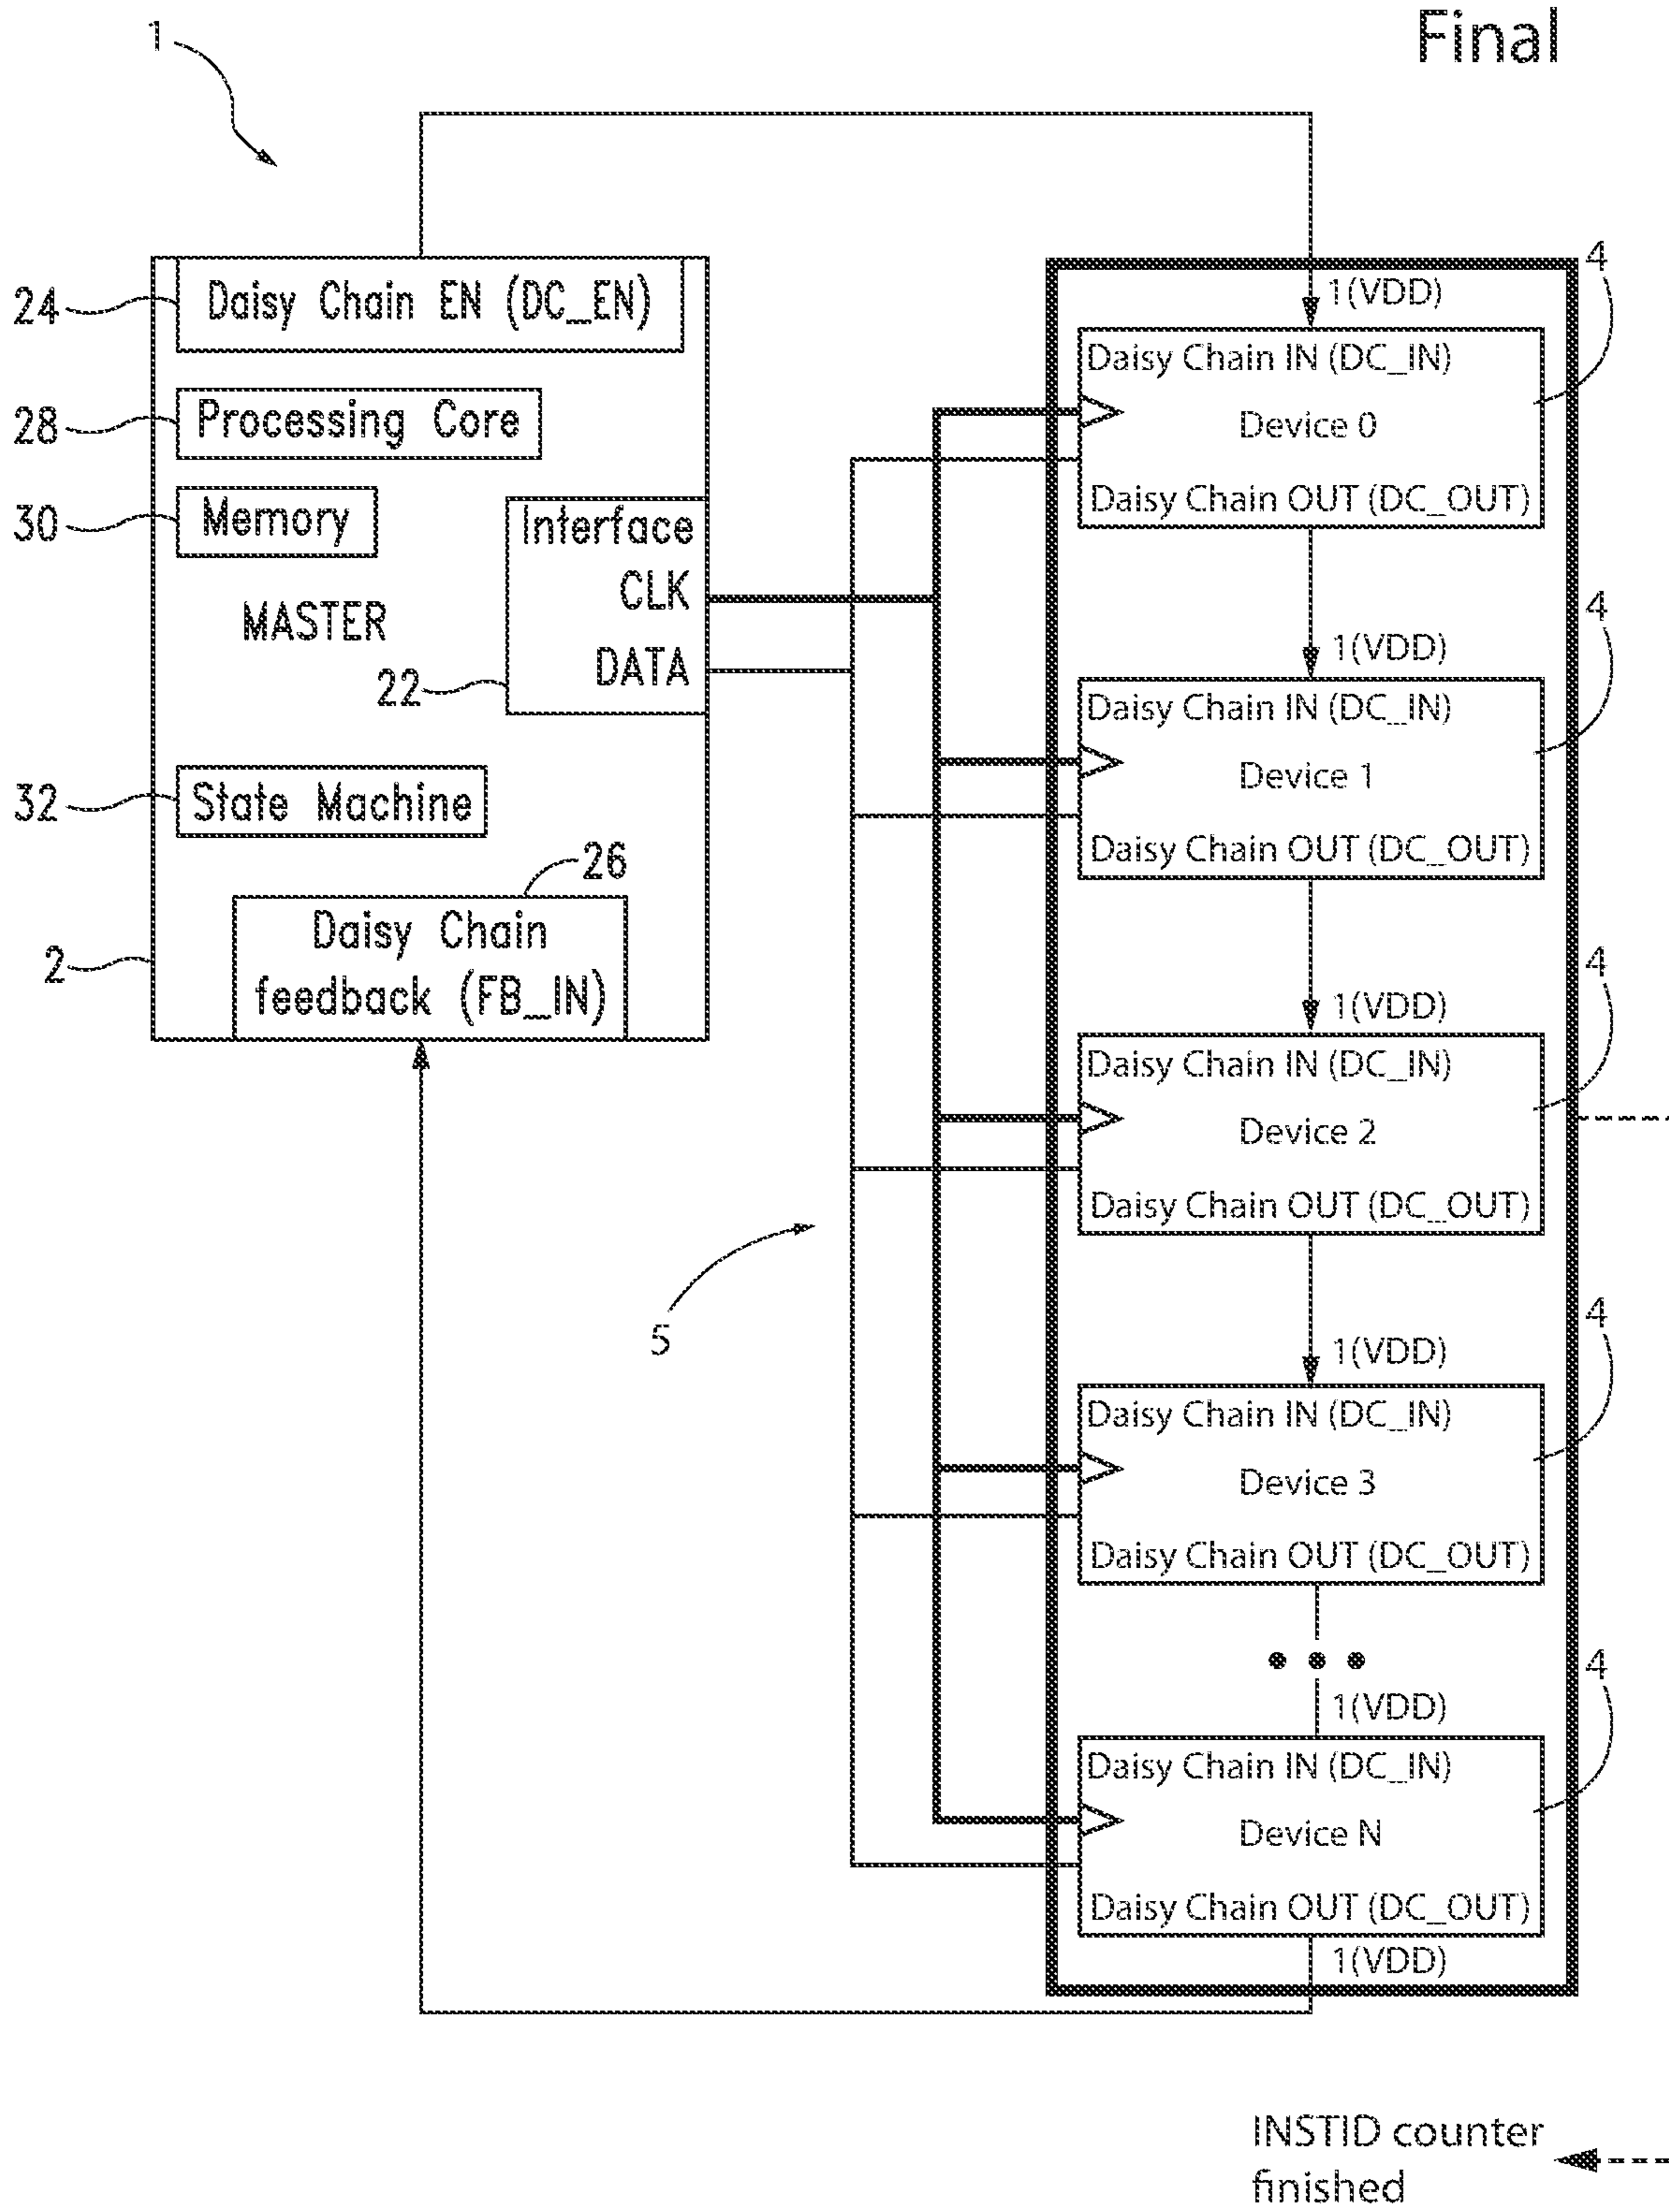 Final
1
24
Daisy Chain EN (DC_EN)
28
Processing Core
30
Memory
MASTER
Interface
CLK
DATA
22
32
State Machine
26
2
Daisy Chain
feedback (FB_IN)
5
1(VDD)
4
Daisy Chain IN (DC_IN)
Device 0
Daisy Chain OUT (DC_OUT)
1(VDD)
4
Daisy Chain IN (DC_IN)
Device 1
Daisy Chain OUT (DC_OUT)
1(VDD)
4
Daisy Chain IN (DC_IN)
Device 2
Daisy Chain OUT (DC_OUT)
1(VDD)
4
Daisy Chain IN (DC_IN)
Device 3
Daisy Chain OUT (DC_OUT)
1(VDD)
4
Daisy Chain IN (DC_IN)
Device N
Daisy Chain OUT (DC_OUT)
1(VDD)
INSTID counter
finished